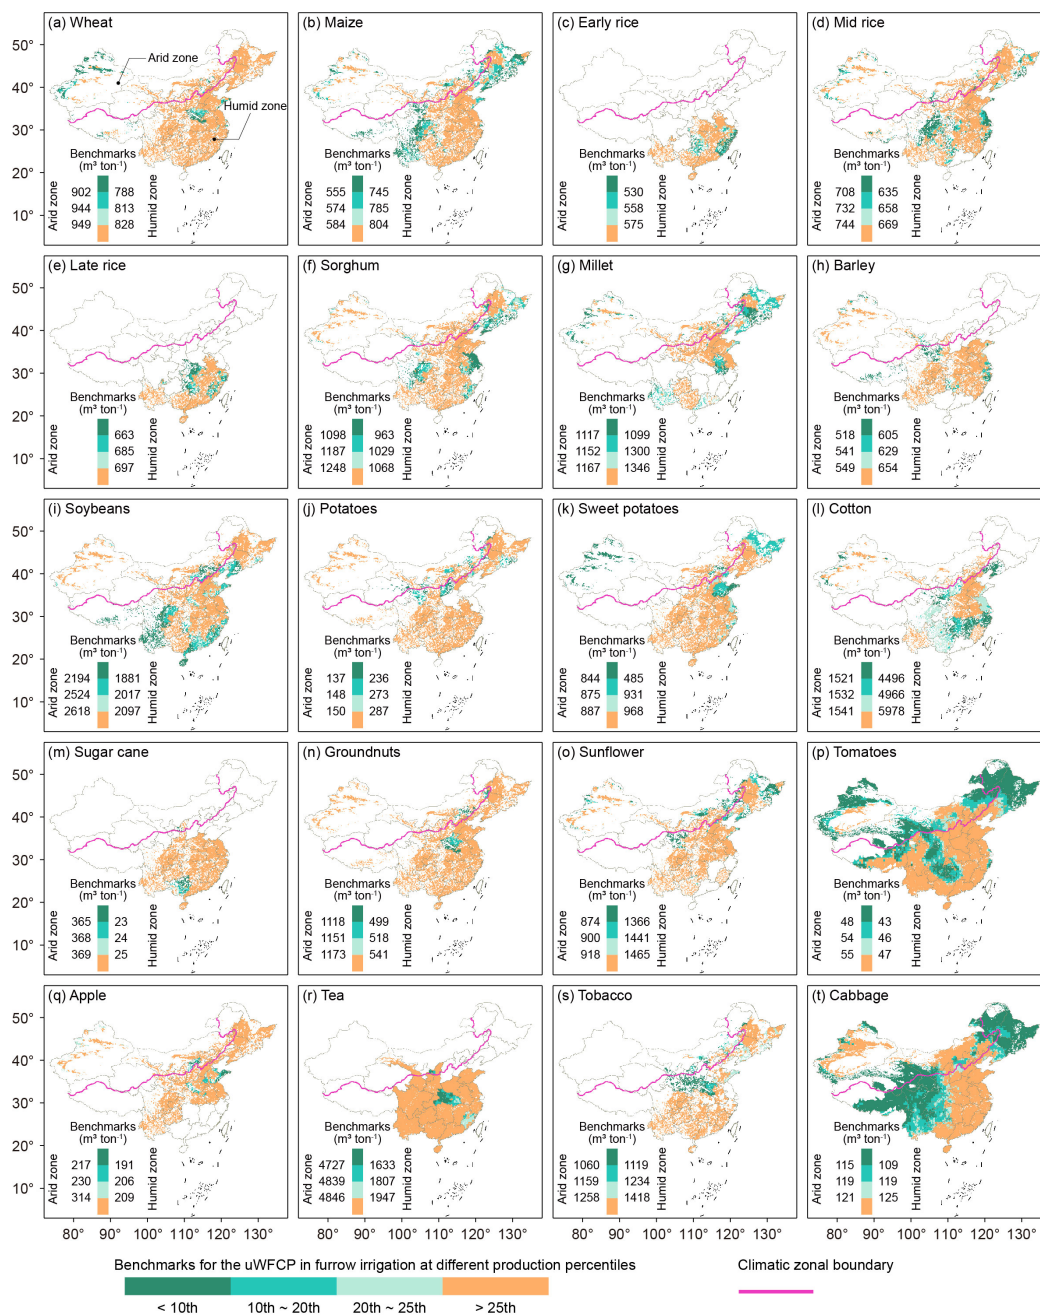 (a) Wheat
Arid zone
Humid zone
50°
40°
30°
20°
10°
Benchmarks
(m³ ton⁻¹)
Arid zone
902 788
944 813
949 828
Humid zone
(b) Maize
Benchmarks
(m³ ton⁻¹)
Arid zone
555 745
574 785
584 804
Humid zone
(c) Early rice
Benchmarks
(m³ ton⁻¹)
Arid zone
530
558
575
Humid zone
(d) Mid rice
Benchmarks
(m³ ton⁻¹)
Arid zone
708 635
732 658
744 669
Humid zone
(e) Late rice
50°
40°
30°
20°
10°
Benchmarks
(m³ ton⁻¹)
Arid zone
663
685
697
Humid zone
(f) Sorghum
Benchmarks
(m³ ton⁻¹)
Arid zone
1098 963
1187 1029
1248 1068
Humid zone
(g) Millet
Benchmarks
(m³ ton⁻¹)
Arid zone
1117 1099
1152 1300
1167 1346
Humid zone
(h) Barley
Benchmarks
(m³ ton⁻¹)
Arid zone
518 605
541 629
549 654
Humid zone
(i) Soybeans
50°
40°
30°
20°
10°
Benchmarks
(m³ ton⁻¹)
Arid zone
2194 1881
2524 2017
2618 2097
Humid zone
(j) Potatoes
Benchmarks
(m³ ton⁻¹)
Arid zone
137 236
148 273
150 287
Humid zone
(k) Sweet potatoes
Benchmarks
(m³ ton⁻¹)
Arid zone
844 485
875 931
887 968
Humid zone
(l) Cotton
Benchmarks
(m³ ton⁻¹)
Arid zone
1521 4496
1532 4966
1541 5978
Humid zone
(m) Sugar cane
50°
40°
30°
20°
10°
Benchmarks
(m³ ton⁻¹)
Arid zone
365 23
368 24
369 25
Humid zone
(n) Groundnuts
Benchmarks
(m³ ton⁻¹)
Arid zone
1118 499
1151 518
1173 541
Humid zone
(o) Sunflower
Benchmarks
(m³ ton⁻¹)
Arid zone
874 1366
900 1441
918 1465
Humid zone
(p) Tomatoes
Benchmarks
(m³ ton⁻¹)
Arid zone
48 43
54 46
55 47
Humid zone
(q) Apple
50°
40°
30°
20°
10°
Benchmarks
(m³ ton⁻¹)
Arid zone
217 191
230 206
314 209
Humid zone
(r) Tea
Benchmarks
(m³ ton⁻¹)
Arid zone
4727 1633
4839 1807
4846 1947
Humid zone
(s) Tobacco
Benchmarks
(m³ ton⁻¹)
Arid zone
1060 1119
1159 1234
1258 1418
Humid zone
(t) Cabbage
Benchmarks
(m³ ton⁻¹)
Arid zone
115 109
119 119
121 125
Humid zone
80° 90° 100° 110° 120° 130° 80° 90° 100° 110° 120° 130° 80° 90° 100° 110° 120° 130° 80° 90° 100° 110° 120° 130°
Benchmarks for the uWFCP in furrow irrigation at different production percentiles
Climatic zonal boundary
< 10th 10th ~ 20th 20th ~ 25th > 25th